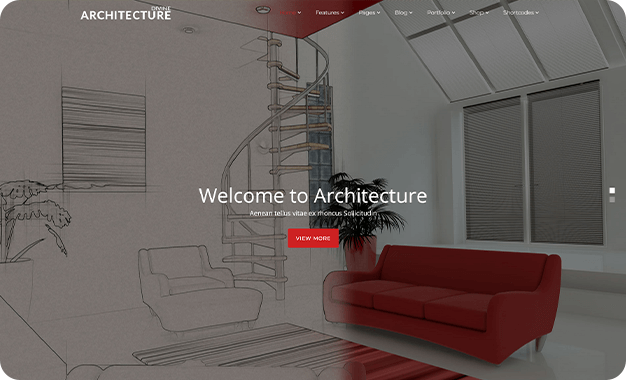 DIVINE
ARCHITECTURE
Home Features Pages Blog Portfolio Shop Shortcodes
Welcome to Architecture
Aenean tellus vitae ex rhoncus Sollicitudin
VIEW MORE